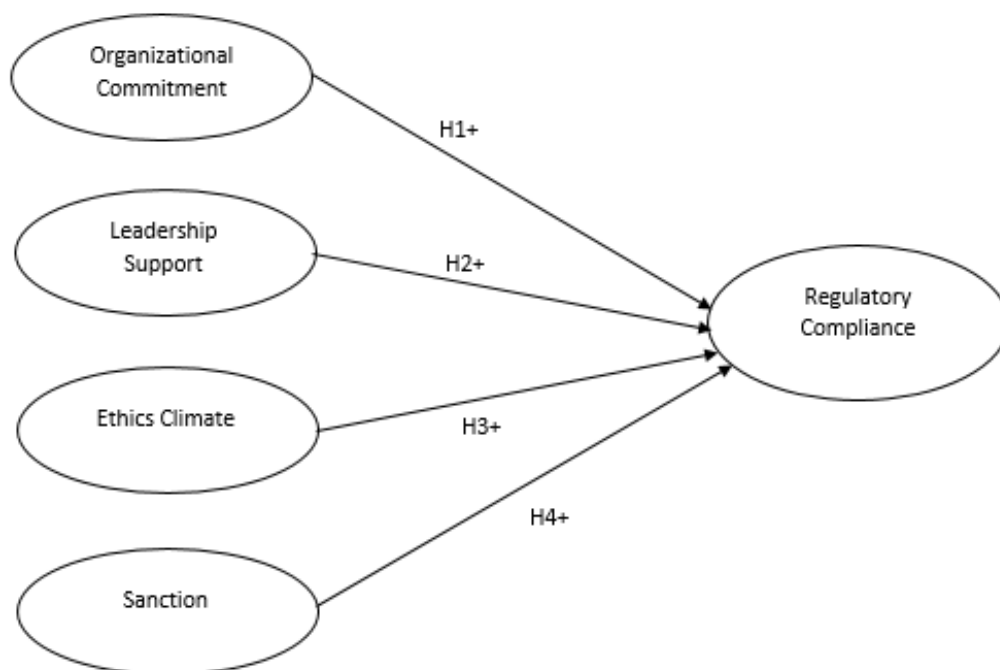 Organizational
Commitment
H1+
Leadership
Support
H2+
Regulatory
Compliance
Ethics Climate
H3+
H4+
Sanction